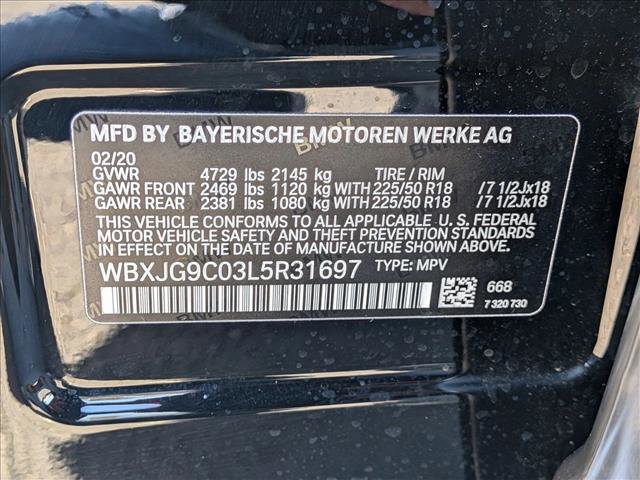 MFD BY BAYERISCHE MOTOREN WERKE AG
02/20
GVWR 4729 lbs 2145 kg TIRE / RIM
GAWR FRONT 2469 lbs 1120 kg WITH 225/50 R18 /7 1/2Jx18
GAWR REAR 2381 lbs 1080 kg WITH 225/50 R18 /7 1/2Jx18
THIS VEHICLE CONFORMS TO ALL APPLICABLE U.S. FEDERAL
MOTOR VEHICLE SAFETY AND THEFT PREVENTION STANDARDS
IN EFFECT ON THE DATE OF MANUFACTURE SHOWN ABOVE.
WBXJG9C03L5R31697 TYPE: MPV
668
7 320 730